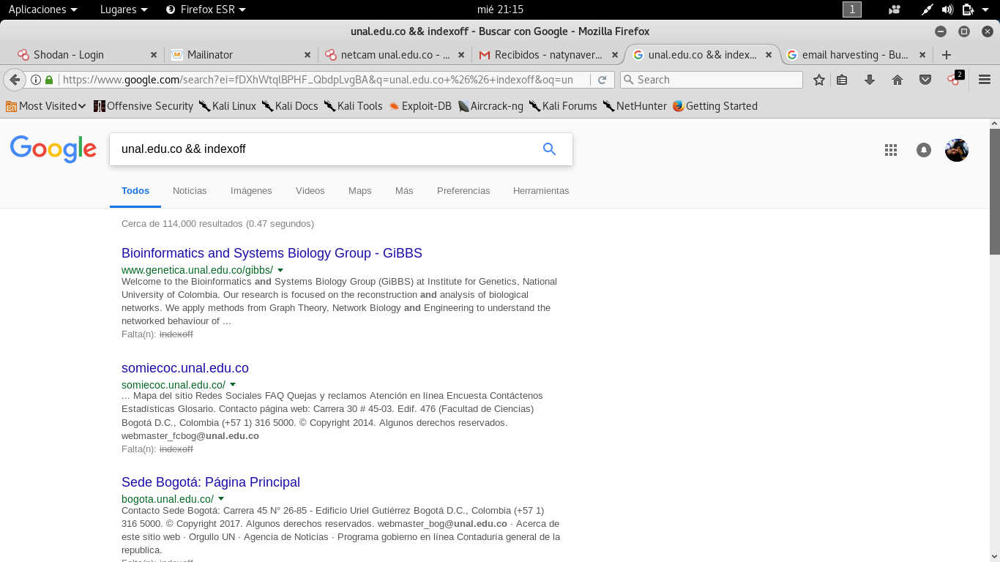 Aplicaciones Lugares Firefox ESR mié 21:15 1
unal.edu.co && indexoff - Buscar con Google - Mozilla Firefox
Shodan - Login Mailinator netcam unal.edu.co - ... Recibidos - natynaver... unal.edu.co && index... email harvesting - Bu...
https://www.google.com/search?ei=fDXhWtqlBPHF_QbdpLvgBA&q=unal.edu.co+%26%26+indexoff&oq=un Search 2
Most Visited Offensive Security Kali Linux Kali Docs Kali Tools Exploit-DB Aircrack-ng Kali Forums NetHunter Getting Started
Google unal.edu.co && indexoff
Todos Noticias Imágenes Videos Maps Más Preferencias Herramientas
Cerca de 114,000 resultados (0.47 segundos)
Bioinformatics and Systems Biology Group - GiBBS
www.genetica.unal.edu.co/gibbs/
Welcome to the Bioinformatics and Systems Biology Group (GiBBS) at Institute for Genetics, National
University of Colombia. Our research is focused on the reconstruction and analysis of biological
networks. We apply methods from Graph Theory, Network Biology and Engineering to understand the
networked behaviour of ...
Falta(n): indexoff
somiecoc.unal.edu.co
somiecoc.unal.edu.co/
... Mapa del sitio Redes Sociales FAQ Quejas y reclamos Atención en línea Encuesta Contáctenos
Estadísticas Glosario. Contacto página web: Carrera 30 # 45-03. Edif. 476 (Facultad de Ciencias)
Bogotá D.C., Colombia (+57 1) 316 5000. © Copyright 2014. Algunos derechos reservados.
webmaster_fcbog@unal.edu.co
Falta(n): indexoff
Sede Bogotá: Página Principal
bogota.unal.edu.co/
Contacto Sede Bogotá: Carrera 45 N° 26-85 - Edificio Uriel Gutiérrez Bogotá D.C., Colombia (+57 1)
316 5000. © Copyright 2017. Algunos derechos reservados. webmaster_bog@unal.edu.co · Acerca de
este sitio web · Orgullo UN · Agencia de Noticias · Programa gobierno en línea Contaduría general de la
republica.
Falta(n): indexoff